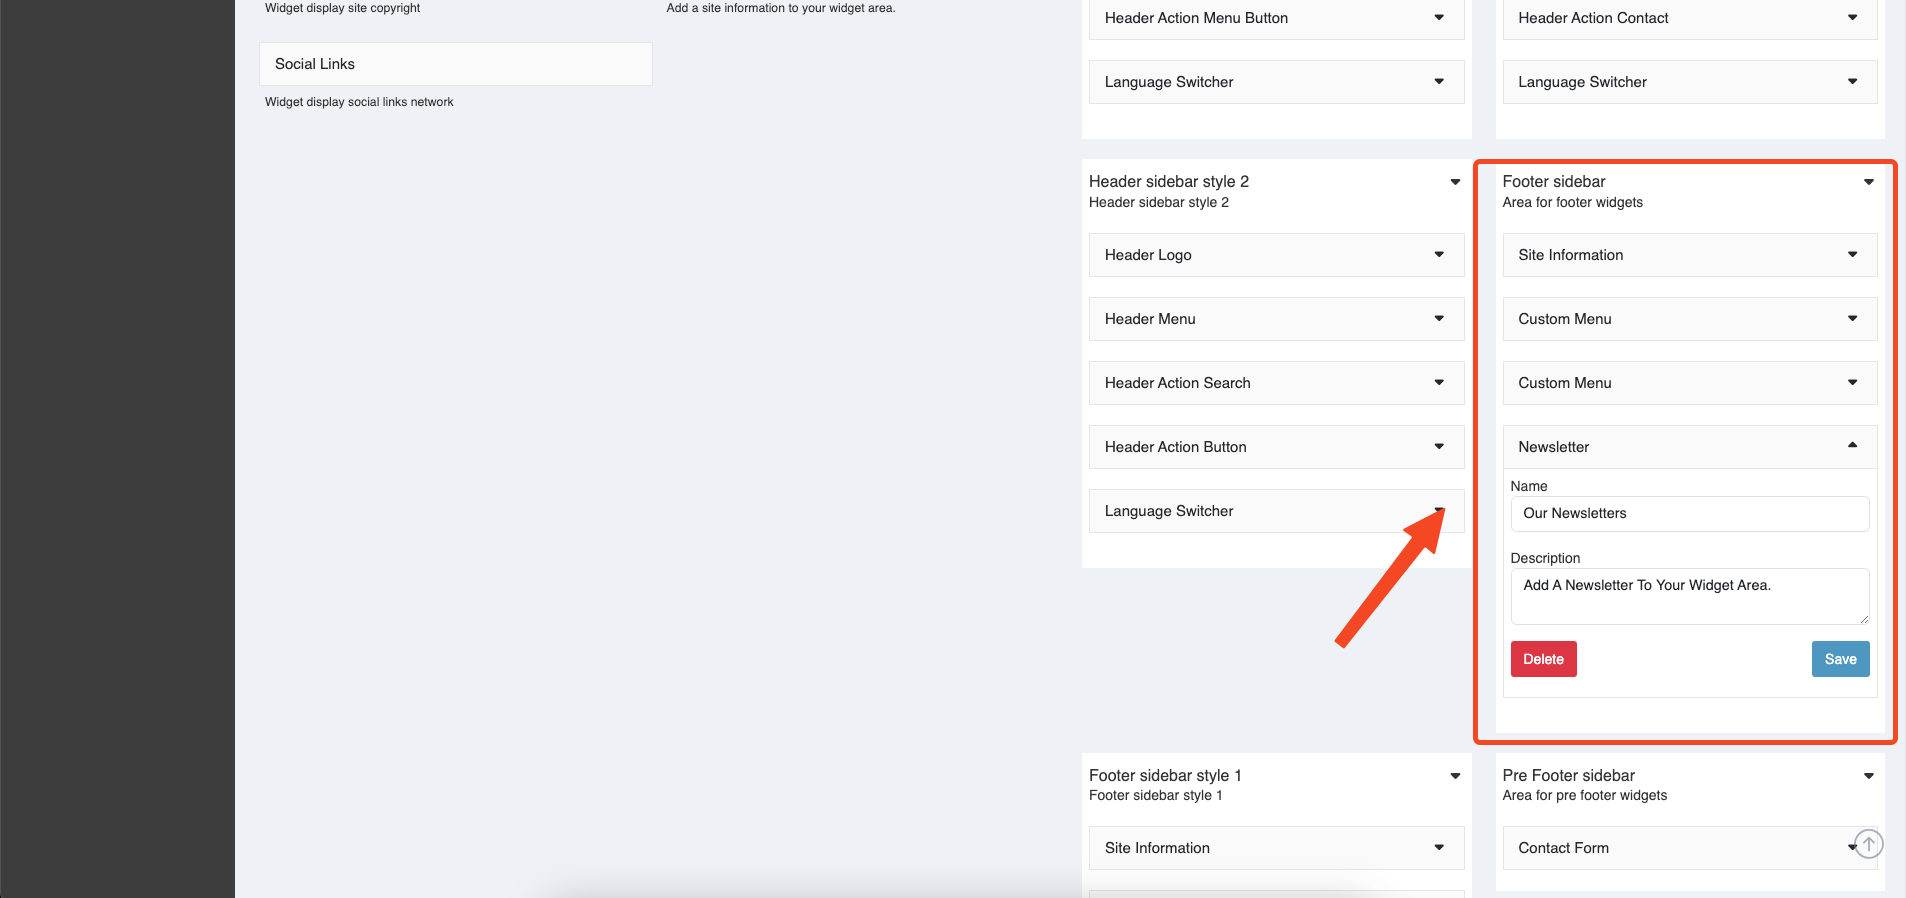 Widget display site copyright
Add a site information to your widget area.
Social Links
Widget display social links network
Header Action Menu Button
Language Switcher
Header Action Contact
Language Switcher
Header sidebar style 2
Header sidebar style 2
Header Logo
Header Menu
Header Action Search
Header Action Button
Language Switcher
Footer sidebar
Area for footer widgets
Site Information
Custom Menu
Custom Menu
Newsletter
Name
Our Newsletters
Description
Add A Newsletter To Your Widget Area.
Delete
Save
Footer sidebar style 1
Footer sidebar style 1
Site Information
Pre Footer sidebar
Area for pre footer widgets
Contact Form